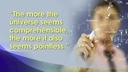 "The more the
universe seems
comprehensible,
the more it also
seems pointless.